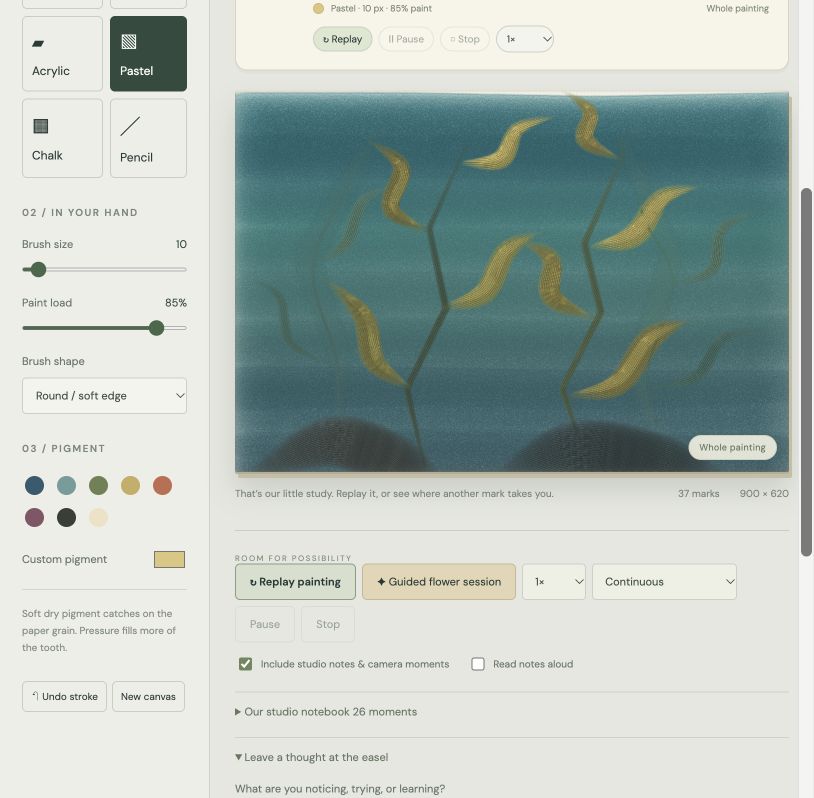 Acrylic
Pastel
Chalk
Pencil
02 / IN YOUR HAND
Brush size 10
Paint load 85%
Brush shape
Round / soft edge
03 / PIGMENT
Custom pigment
Soft dry pigment catches on the
paper grain. Pressure fills more of
the tooth.
Undo stroke New canvas
Pastel · 10 px · 85% paint Whole painting
Replay Pause Stop 1×
Whole painting
That's our little study. Replay it, or see where another mark takes you. 37 marks 900 × 620
ROOM FOR POSSIBILITY
Replay painting Guided flower session 1× Continuous
Pause Stop
Include studio notes & camera moments Read notes aloud
Our studio notebook 26 moments
Leave a thought at the easel
What are you noticing, trying, or learning?